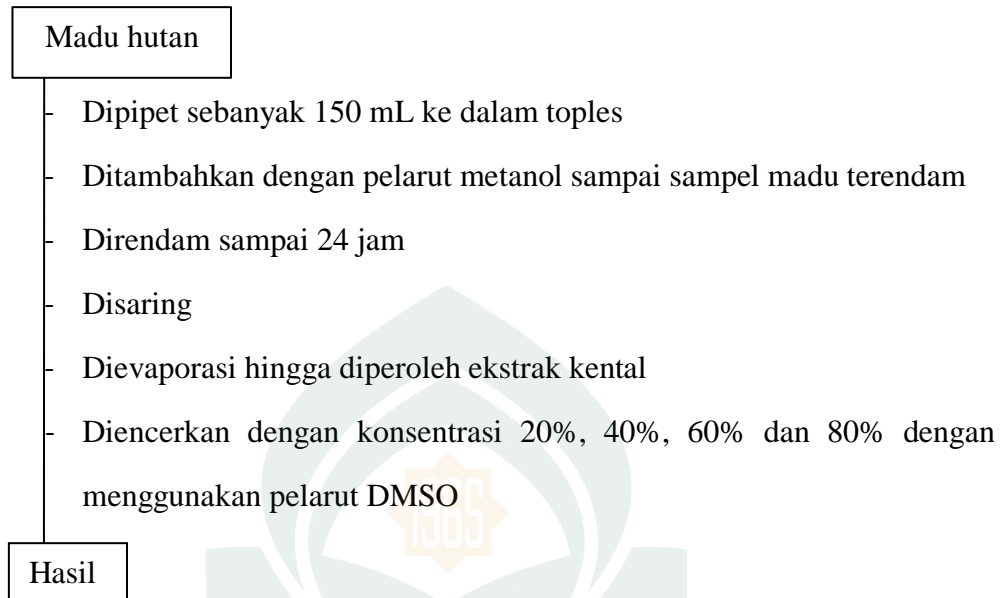 Madu hutan
- Dipipet sebanyak 150 mL ke dalam toples
- Ditambahkan dengan pelarut metanol sampai sampel madu terendam
- Direndam sampai 24 jam
- Disaring
- Dievaporasi hingga diperoleh ekstrak kental
- Diencerkan dengan konsentrasi 20%, 40%, 60% dan 80% dengan
menggunakan pelarut DMSO
1965
Hasil